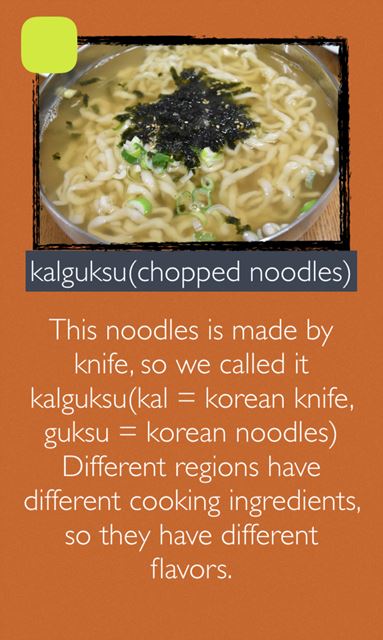 kalguksu(chopped noodles)
This noodles is made by
knife, so we called it
kalguksu(kal = korean knife,
guksu = korean noodles)
Different regions have
different cooking ingredients,
so they have different
flavors.